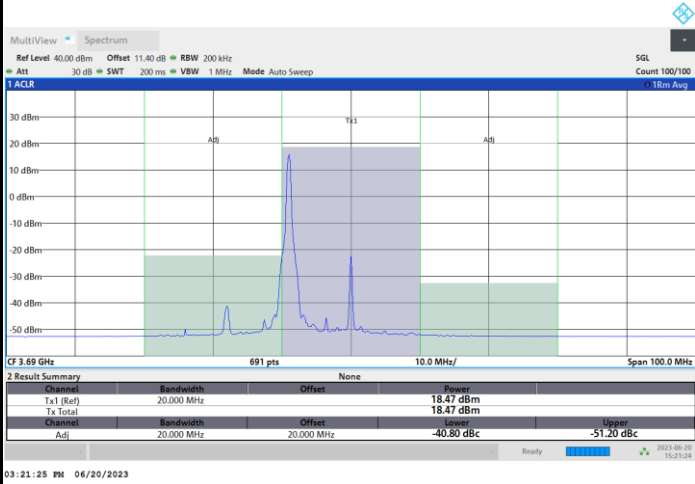 MultiView Spectrum
Ref Level 40.00 dBm Offset 11.40 dB RBW 200 kHz SGL
Att 30 dB SWT 200 ms VBW 1 MHz Mode Auto Sweep Count 100/100
1 ACLR 1Rm Avg
30 dBm
Tx1
20 dBm
Adj Adj
10 dBm
0 dBm
-10 dBm
-20 dBm
-30 dBm
-40 dBm
-50 dBm
CF 3.69 GHz 691 pts 10.0 MHz/ Span 100.0 MHz
2 Result Summary None
Channel Bandwidth Offset Power
Tx1 (Ref) 20.000 MHz 18.47 dBm
Tx Total 18.47 dBm
Channel Bandwidth Offset Lower Upper
Adj 20.000 MHz 20.000 MHz -40.80 dBc -51.20 dBc
Ready 2023-06-20
15:21:24
03:21:25 PM 06/20/2023